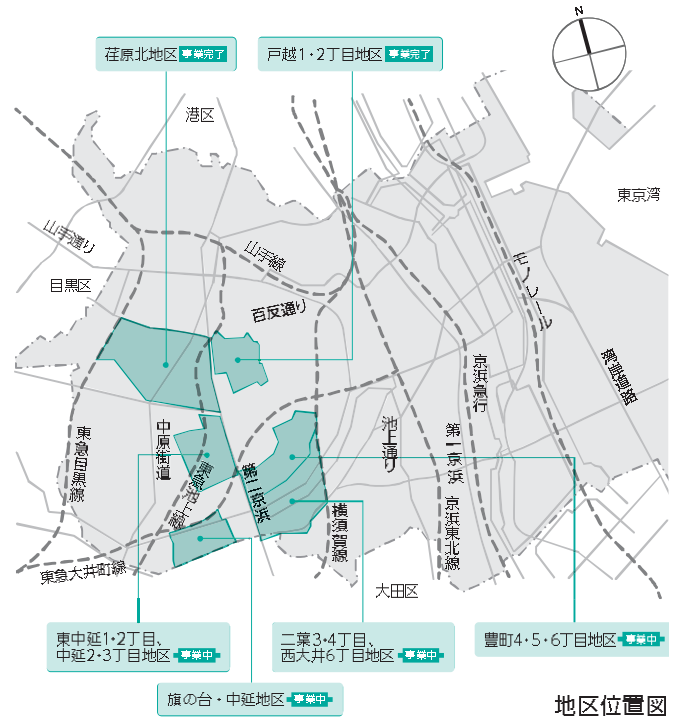 N
荏原北地区 事業完了
戸越1・2丁目地区 事業完了
港区
東京湾
山手通り
山手線
目黒区
百反通り
モノレール
湾岸道路
京浜急行
東急目黒線
中原街道
東急池上線
第二京浜
池上通り
第一京浜
横須賀線
京浜東北線
東急大井町線
大田区
東中延1・2丁目、
中延2・3丁目地区 事業中
二葉3・4丁目、
西大井6丁目地区 事業中
豊町4・5・6丁目地区 事業中
旗の台・中延地区 事業中
地区位置図